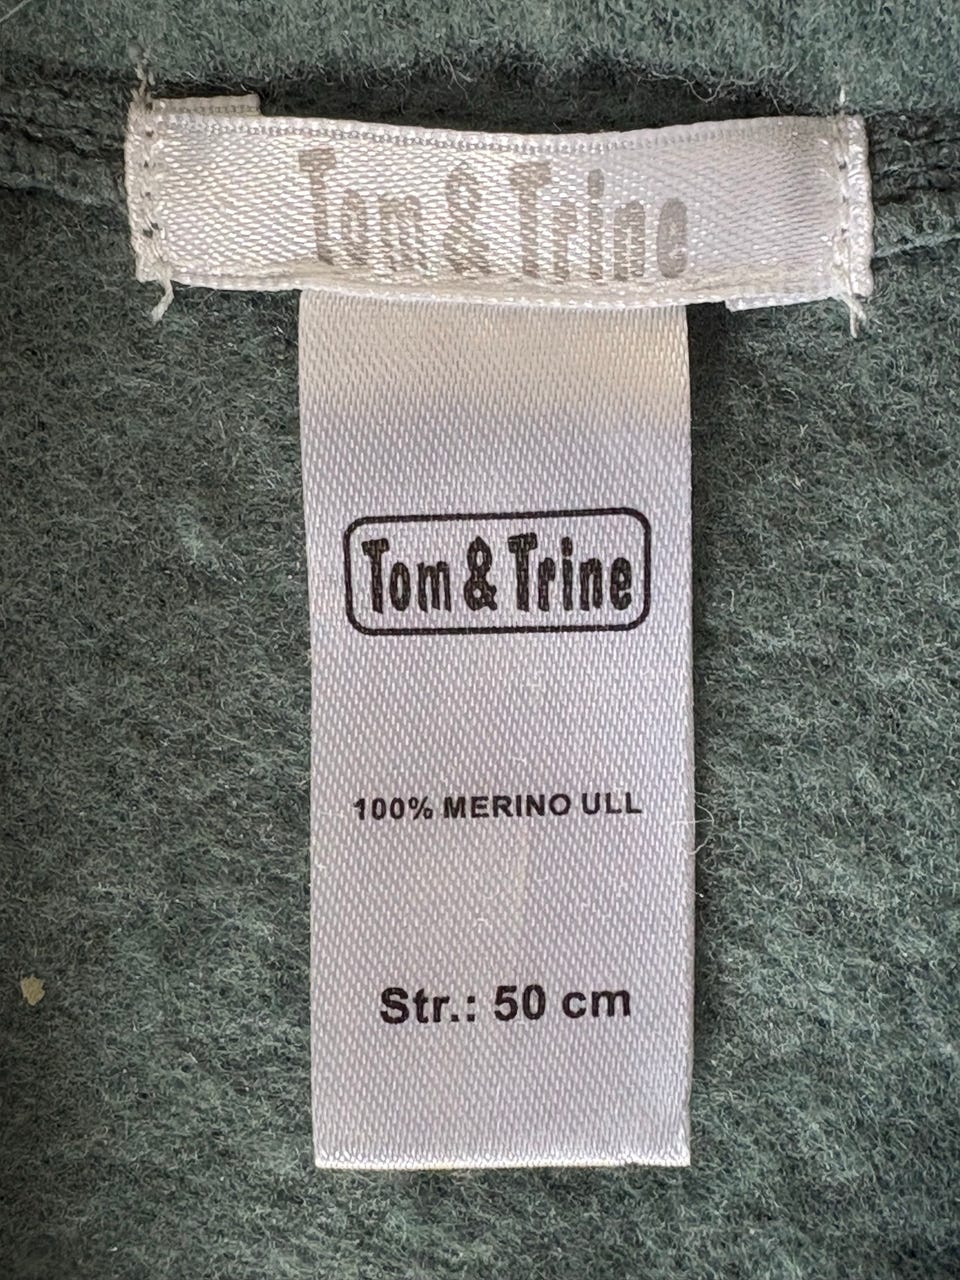 Tom & Trine
Tom & Trine
100% MERINO ULL
Str.: 50 cm